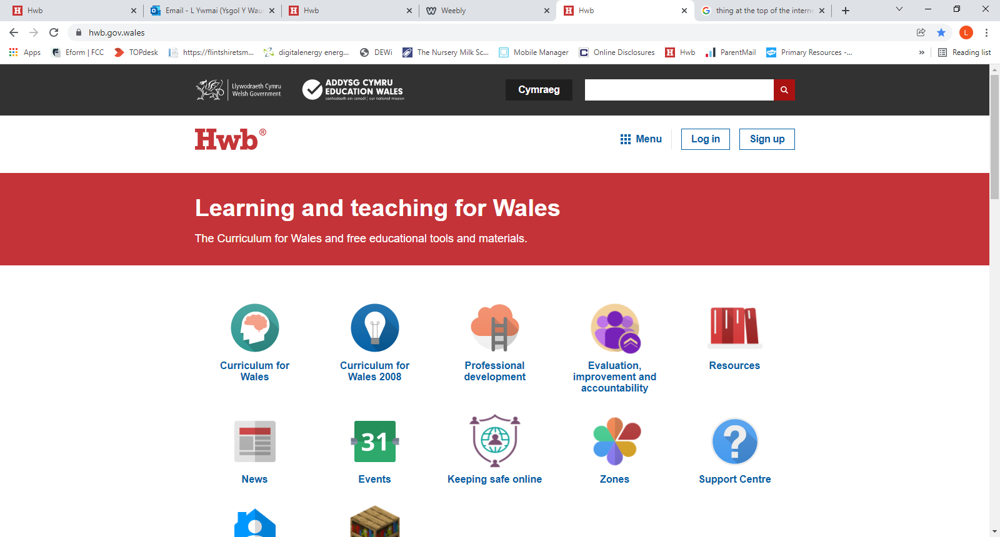 Hwb
Email - L Ywmai (Ysgol Y Wau
Hwb
Weebly
Hwb
thing at the top of the intern
hwb.gov.wales
L
Apps
Eform | FCC
TOPdesk
https://flintshiretsm...
digitalenergy energ...
DEWi
The Nursery Milk Sc...
Mobile Manager
Online Disclosures
Hwb
ParentMail
Primary Resources -...
»
Reading list
Llywodraeth Cymru
Welsh Government
ADDYSG CYMRU
EDUCATION WALES
cenhadaeth ein cenedl | our national mission
Cymraeg
Hwb®
Menu
Log in
Sign up
Learning and teaching for Wales
The Curriculum for Wales and free educational tools and materials.
Curriculum for
Wales
Curriculum for
Wales 2008
Professional
development
Evaluation,
improvement and
accountability
Resources
31
?
News
Events
Keeping safe online
Zones
Support Centre